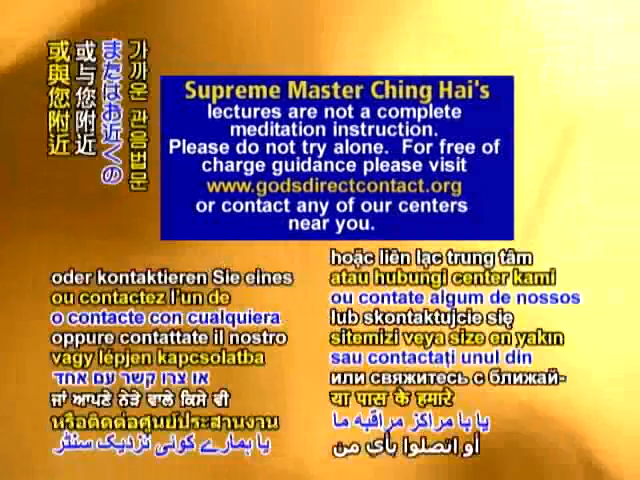 或與您附近
或与您附近
またはお近くの
가까운 관음법문
Supreme Master Ching Hai's
lectures are not a complete
meditation instruction.
Please do not try alone. For free of
charge guidance please visit
www.godsdirectcontact.org
or contact any of our centers
near you.
oder kontaktieren Sie eines
ou contactez l'un de
o contacte con cualquiera
oppure contattate il nostro
vagy lépjen kapcsolatba
או צרו קשר עם אחד
ਜਾਂ ਆਪਣੇ ਨੇੜੇ ਵਾਲੇ ਕਿਸੇ ਵੀ
หรือติดต่อศูนย์ประสานงาน
یا ہمارے کوئی نزدیک سنٹر
hoặc liên lạc trung tâm
atau hubungi center kami
ou contate algum de nossos
lub skontaktujcie się
sitemizi veya size en yakın
sau contactați unul din
или свяжитесь с ближай-
या पास के हमारे
یا با مراکز مراقبه ما
أو اتصلوا بأي من